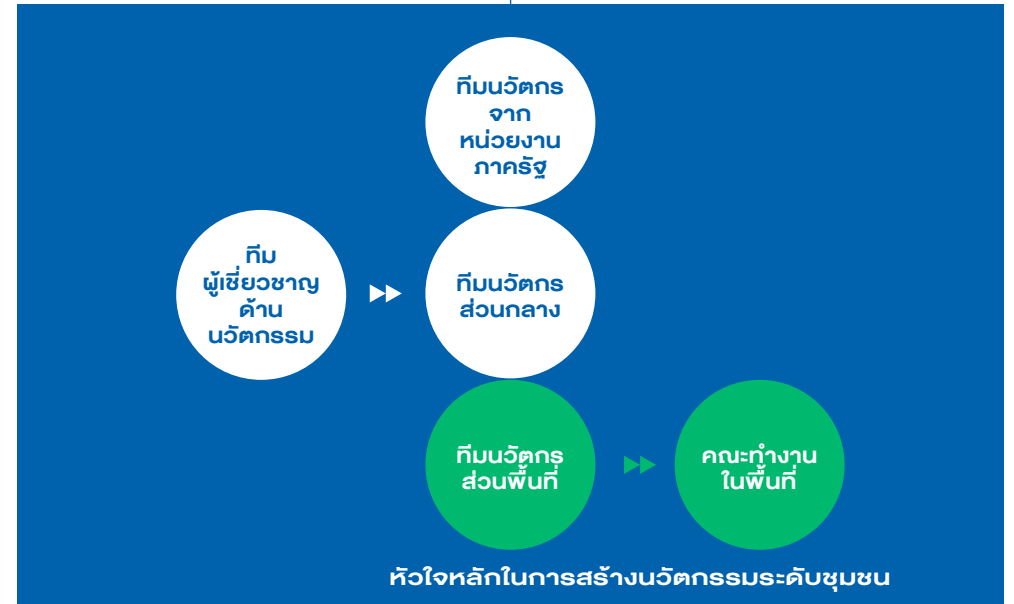 ทีมนวัตกร
จาก
หน่วยงาน
ภาครัฐ
ทีม
ผู้เชี่ยวชาญ
ด้าน
นวัตกรรม
ทีมนวัตกร
ส่วนกลาง
ทีมนวัตกร
ส่วนพื้นที่
คณะทำงาน
ในพื้นที่
หัวใจหลักในการสร้างนวัตกรรมระดับชุมชน